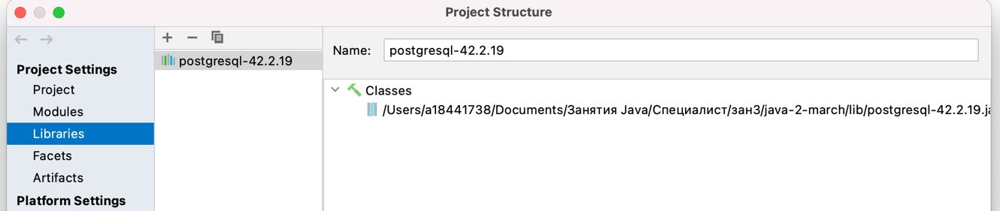 Project Structure
Project Settings
Project
Modules
Libraries
Facets
Artifacts
Platform Settings
postgresql-42.2.19
Name: postgresql-42.2.19
Classes
/Users/a18441738/Documents/Занятия Java/Специалист/зан3/java-2-march/lib/postgresql-42.2.19.ja